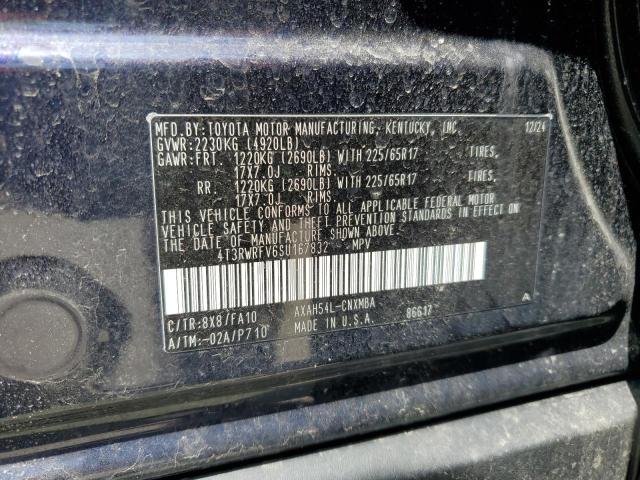 MFD.BY:TOYOTA MOTOR MANUFACTURING, KENTUCKY, INC. 12/24
GVWR:2230KG (4920LB)
GAWR:FRT. 1220KG (2690LB) WITH 225/65R17 TIRES,
17X7.0J RIMS.
RR. 1220KG (2690LB) WITH 225/65R17 TIRES,
17X7.0J RIMS.
THIS VEHICLE CONFORMS TO ALL APPLICABLE FEDERAL MOTOR
VEHICLE SAFETY AND THEFT PREVENTION STANDARDS IN EFFECT
ON THE DATE OF MANUFACTURE SHOWN ABOVE.
4T3RWRFV6SU167832 MPV
C/TR:8X8/FA10 AXAH54L-CNXMBA 86617
A/TM:-02A/P710 MADE IN U.S.A. A